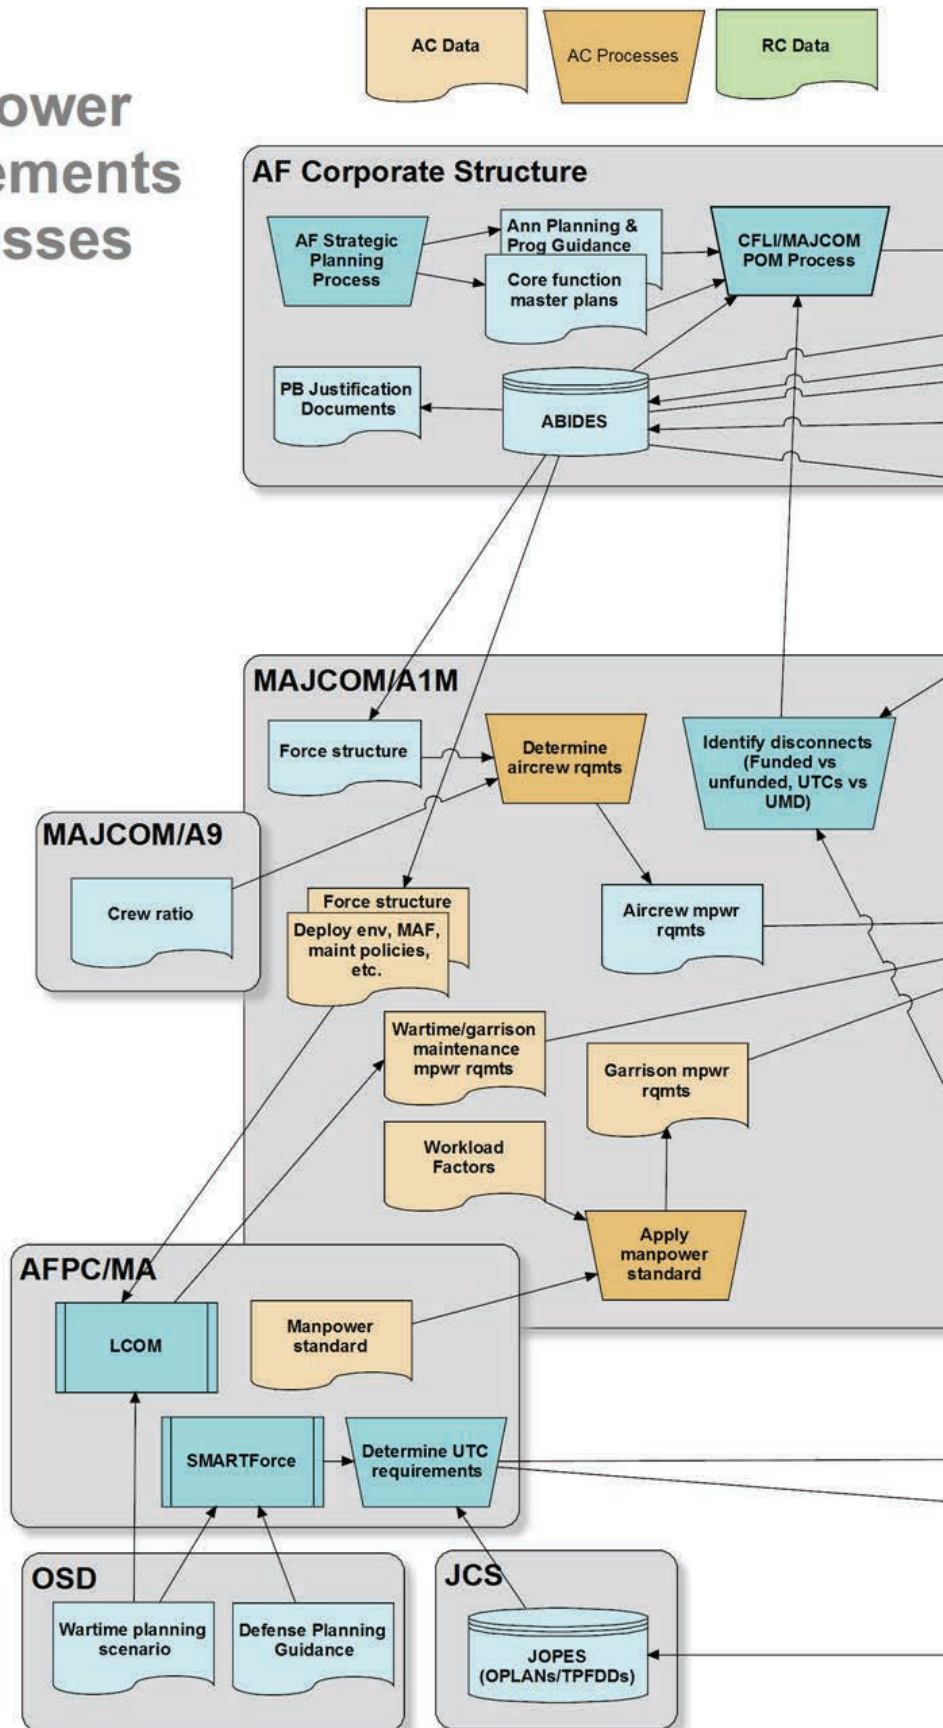 AC Data
AC Processes
RC Data
ower
ements
esses
AF Corporate Structure
AF Strategic
Planning
Process
Ann Planning &
Prog Guidance
Core function
master plans
CFLI/MAJCOM
POM Process
PB Justification
Documents
ABIDES
MAJCOM/A1M
Force structure
Determine
aircrew rqmts
Identify disconnects
(Funded vs
unfunded, UTCs vs
UMD)
MAJCOM/A9
Crew ratio
Force structure
Deploy env, MAF,
maint policies,
etc.
Aircrew mpwr
rqmts
Wartime/garrison
maintenance
mpwr rqmts
Garrison mpwr
rqmts
Workload
Factors
Apply
manpower
standard
AFPC/MA
LCOM
Manpower
standard
SMARTForce
Determine UTC
requirements
OSD
Wartime planning
scenario
Defense Planning
Guidance
JCS
JOPES
(OPLANs/TPFDDs)